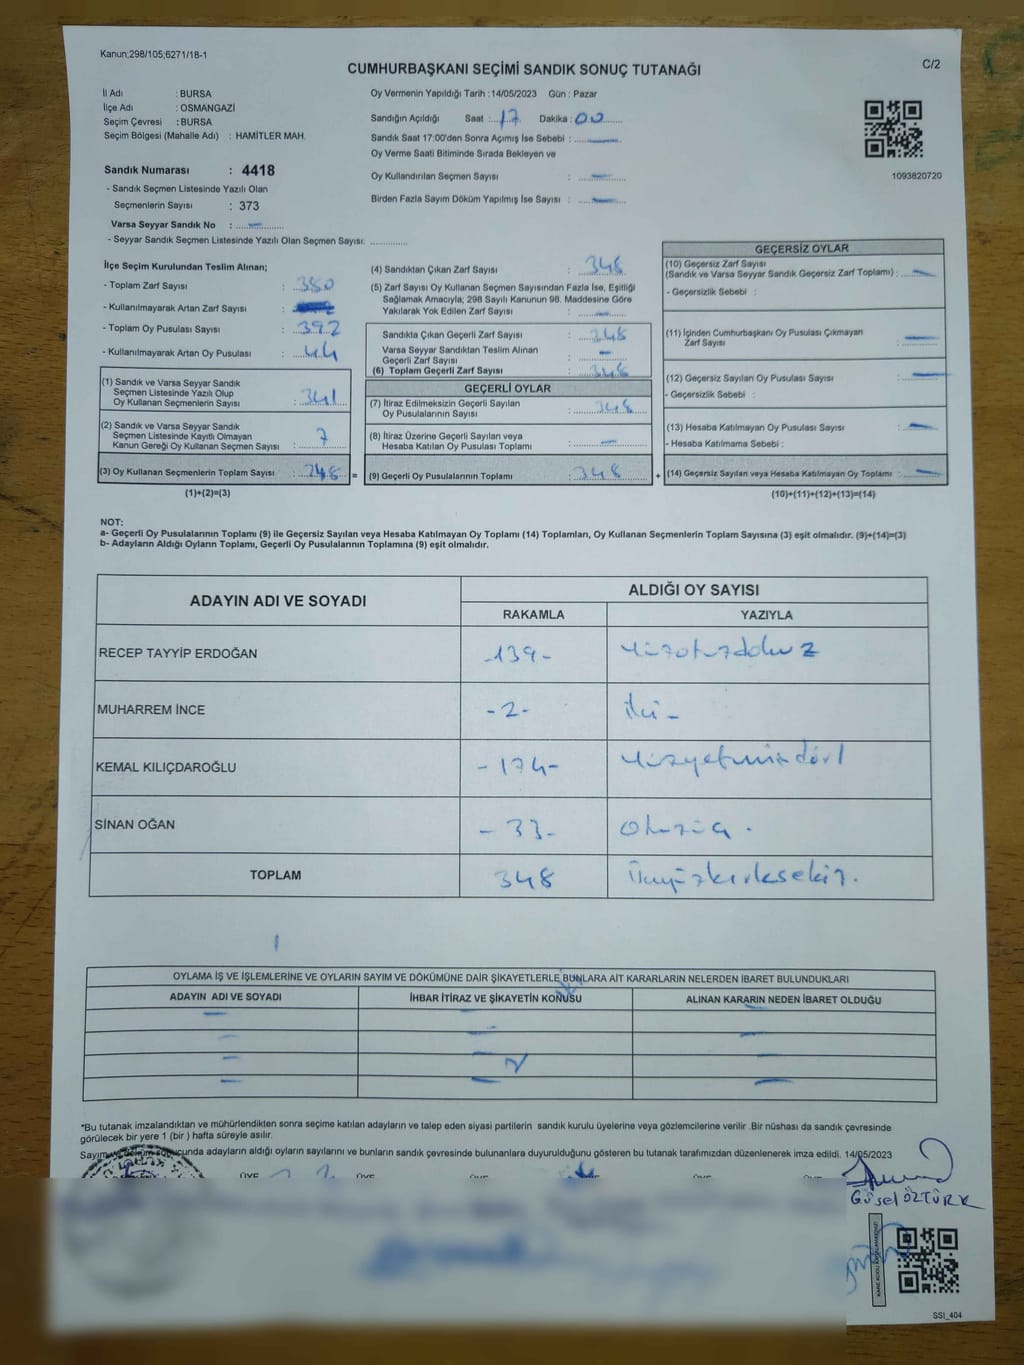 Kanun;298/105;6271/18-1
C/2
CUMHURBAŞKANI SEÇİMİ SANDIK SONUÇ TUTANAĞI
İl Adı : BURSA
İlçe Adı : OSMANGAZİ
Seçim Çevresi : BURSA
Seçim Bölgesi (Mahalle Adı) : HAMİTLER MAH.
Oy Vermenin Yapıldığı Tarih :14/05/2023 Gün : Pazar
Sandığın Açıldığı Saat : 17 Dakika : 00
Sandık Saat 17:00'den Sonra Açımış İse Sebebi : —
Oy Verme Saati Bitiminde Sırada Bekleyen ve
Oy Kullandırılan Seçmen Sayısı : —
Birden Fazla Sayım Döküm Yapılmış İse Sayısı : —
1093820720
Sandık Numarası : 4418
- Sandık Seçmen Listesinde Yazılı Olan
Seçmenlerin Sayısı : 373
Varsa Seyyar Sandık No : —
- Seyyar Sandık Seçmen Listesinde Yazılı Olan Seçmen Sayısı: ..............
İlçe Seçim Kurulundan Teslim Alınan;
- Toplam Zarf Sayısı : 380
- Kullanılmayarak Artan Zarf Sayısı :
- Toplam Oy Pusulası Sayısı : 392
- Kullanılmayarak Artan Oy Pusulası : 44
(1) Sandık ve Varsa Seyyar Sandık
Seçmen Listesinde Yazılı Olup
Oy Kullanan Seçmenlerin Sayısı : 341
(2) Sandık ve Varsa Seyyar Sandık
Seçmen Listesinde Kayıtlı Olmayan
Kanun Gereği Oy Kullanan Seçmen Sayısı : 7
(3) Oy Kullanan Seçmenlerin Toplam Sayısı : 348 =
(1)+(2)=(3)
(4) Sandıktan Çıkan Zarf Sayısı : 348
(5) Zarf Sayısı Oy Kullanan Seçmen Sayısından Fazla İse, Eşitliği
Sağlamak Amacıyla; 298 Sayılı Kanunun 98. Maddesine Göre
Yakılarak Yok Edilen Zarf Sayısı : —
Sandıkta Çıkan Geçerli Zarf Sayısı : 348
Varsa Seyyar Sandıktan Teslim Alınan
Geçerli Zarf Sayısı : —
(6) Toplam Geçerli Zarf Sayısı : 348
GEÇERLİ OYLAR
(7) İtiraz Edilmeksizin Geçerli Sayılan
Oy Pusulalarının Sayısı : 348
(8) İtiraz Üzerine Geçerli Sayılan veya
Hesaba Katılan Oy Pusulası Toplamı : —
(9) Geçerli Oy Pusulalarının Toplamı : 348 +
GEÇERSİZ OYLAR
(10) Geçersiz Zarf Sayısı
(Sandık ve Varsa Seyyar Sandık Geçersiz Zarf Toplamı) : —
- Geçersizlik Sebebi :
(11) İçinden Cumhurbaşkanı Oy Pusulası Çıkmayan
Zarf Sayısı : —
(12) Geçersiz Sayılan Oy Pusulası Sayısı : —
- Geçersizlik Sebebi :
(13) Hesaba Katılmayan Oy Pusulası Sayısı : —
- Hesaba Katılmama Sebebi :
(14) Geçersiz Sayılan veya Hesaba Katılmayan Oy Toplamı : —
(10)+(11)+(12)+(13)=(14)
NOT:
a- Geçerli Oy Pusulalarının Toplamı (9) ile Geçersiz Sayılan veya Hesaba Katılmayan Oy Toplamı (14) Toplamları, Oy Kullanan Seçmenlerin Toplam Sayısına (3) eşit olmalıdır. (9)+(14)=(3)
b- Adayların Aldığı Oyların Toplamı, Geçerli Oy Pusulalarının Toplamına (9) eşit olmalıdır.
ADAYIN ADI VE SOYADI
ALDIĞI OY SAYISI
RAKAMLA YAZIYLA
RECEP TAYYİP ERDOĞAN -139- Yüzotuzdokuz
MUHARREM İNCE -2- iki-
KEMAL KILIÇDAROĞLU -174- Yüzyetmişdört
SİNAN OĞAN -33- Otuzüç.
TOPLAM 348 Üçyüzkırksekiz.
OYLAMA İŞ VE İŞLEMLERİNE VE OYLARIN SAYIM VE DÖKÜMÜNE DAİR ŞİKAYETLERLE BUNLARA AİT KARARLARIN NELERDEN İBARET BULUNDUKLARI
ADAYIN ADI VE SOYADI İHBAR İTİRAZ VE ŞİKAYETİN KONUSU ALINAN KARARIN NEDEN İBARET OLDUĞU
*Bu tutanak imzalandıktan ve mühürlendikten sonra seçime katılan adayların ve talep eden siyasi partilerin sandık kurulu üyelerine veya gözlemcilerine verilir .Bir nüshası da sandık çevresinde
görülecek bir yere 1 (bir ) hafta süreyle asılır.
Sayım ve döküm sonucunda adayların aldığı oyların sayılarını ve bunların sandık çevresinde bulunanlara duyurulduğunu gösteren bu tutanak tarafımızdan düzenlenerek imza edildi. 14/05/2023
ÜYE ÜYE
Güsel ÖZTÜRK
SSİ_404